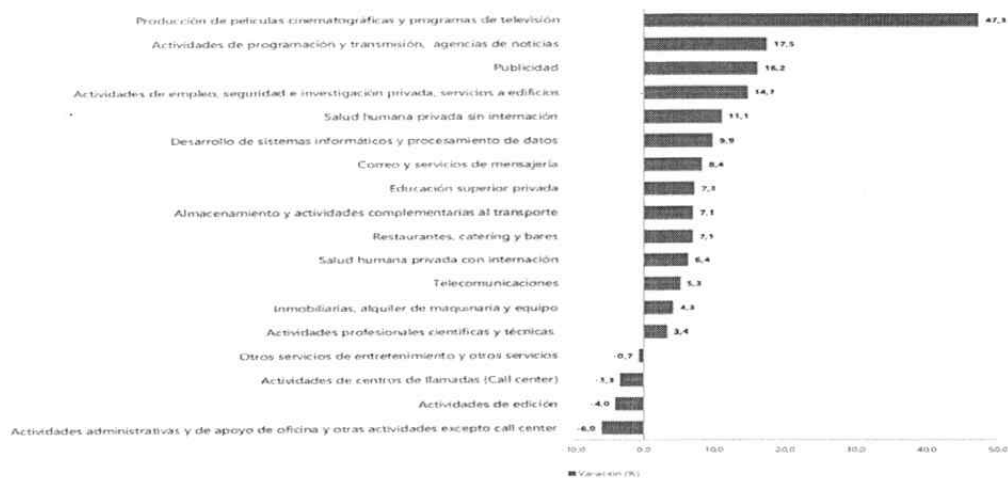 Producción de películas cinematográficas y programas de televisión 47,3
Actividades de programación y transmisión, agencias de noticias 17,5
Publicidad 16,2
Actividades de empleo, seguridad e investigación privada, servicios a edificios 14,7
Salud humana privada sin internación 11,1
Desarrollo de sistemas informáticos y procesamiento de datos 9,9
Correo y servicios de mensajería 8,4
Educación superior privada 7,3
Almacenamiento y actividades complementarias al transporte 7,1
Restaurantes, catering y bares 7,1
Salud humana privada con internación 6,4
Telecomunicaciones 5,3
Inmobiliarias, alquiler de maquinaria y equipo 4,3
Actividades profesionales científicas y técnicas. 3,4
Otros servicios de entretenimiento y otros servicios -0,7
Actividades de centros de llamadas (Call center) -3,3
Actividades de edición -4,0
Actividades administrativas y de apoyo de oficina y otras actividades excepto call center -6,0
-10,0 0,0 10,0 20,0 30,0 40,0 50,0
Variación (%)